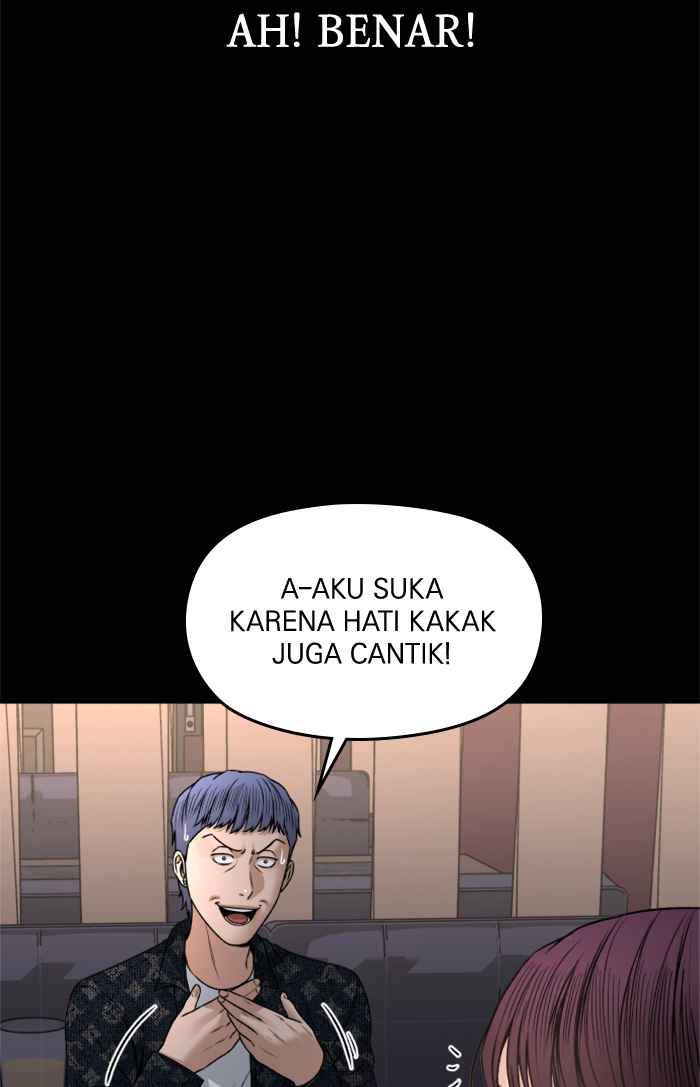 AH! BENAR!
A-AKU SUKA
KARENA HATI KAKAK
JUGA CANTIK!